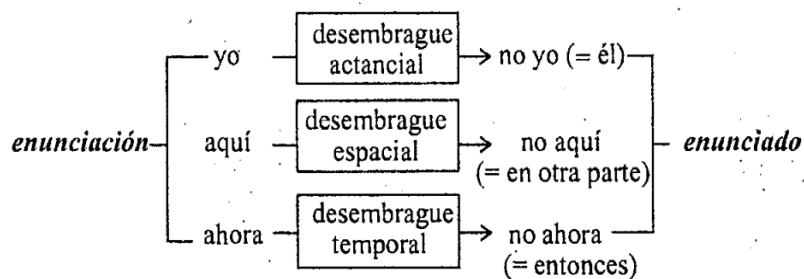 desembrague
yo actancial no yo (= él)
desembrague
enunciación aquí espacial no aquí enunciado
(= en otra parte)
desembrague
ahora temporal no ahora
(= entonces)